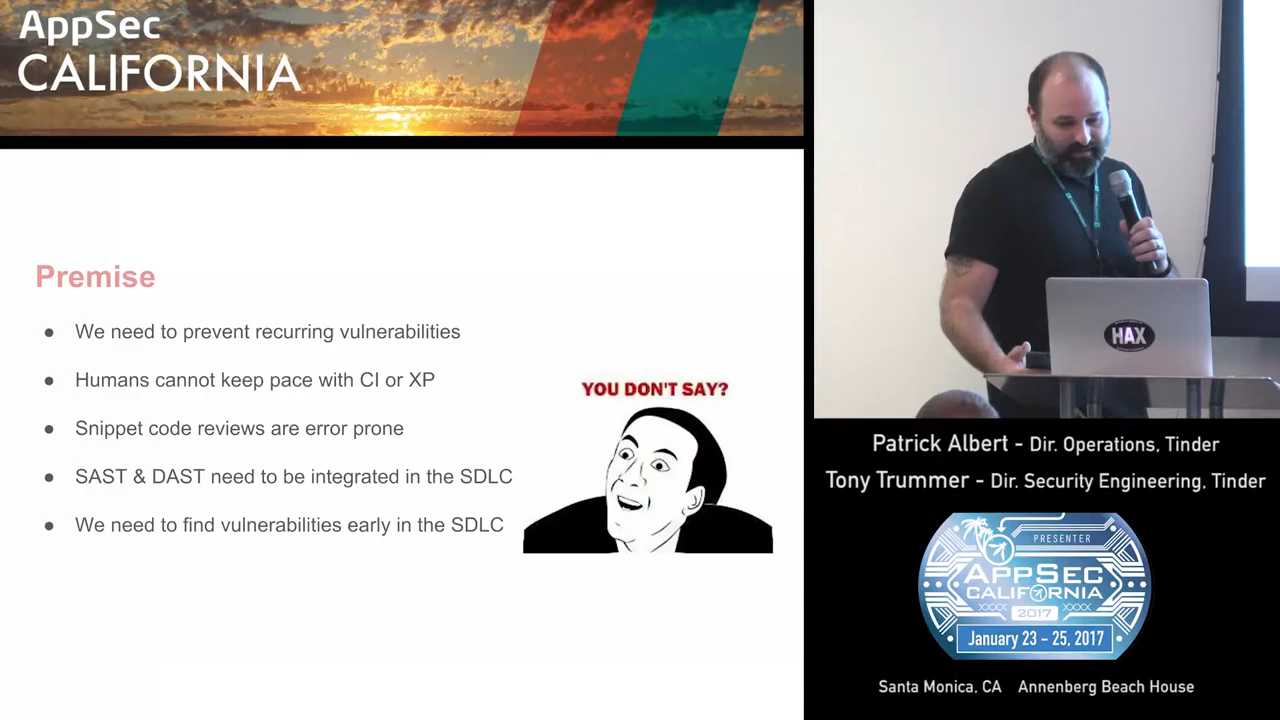 AppSec
CALIFORNIA
Premise
● We need to prevent recurring vulnerabilities
● Humans cannot keep pace with CI or XP
● Snippet code reviews are error prone
● SAST & DAST need to be integrated in the SDLC
● We need to find vulnerabilities early in the SDLC
YOU DON'T SAY?
HAX
Patrick Albert - Dir. Operations, Tinder
Tony Trummer - Dir. Security Engineering, Tinder
PRESENTER
APPSEC
CALIFORNIA
2017
January 23 - 25, 2017
Santa Monica, CA Annenberg Beach House